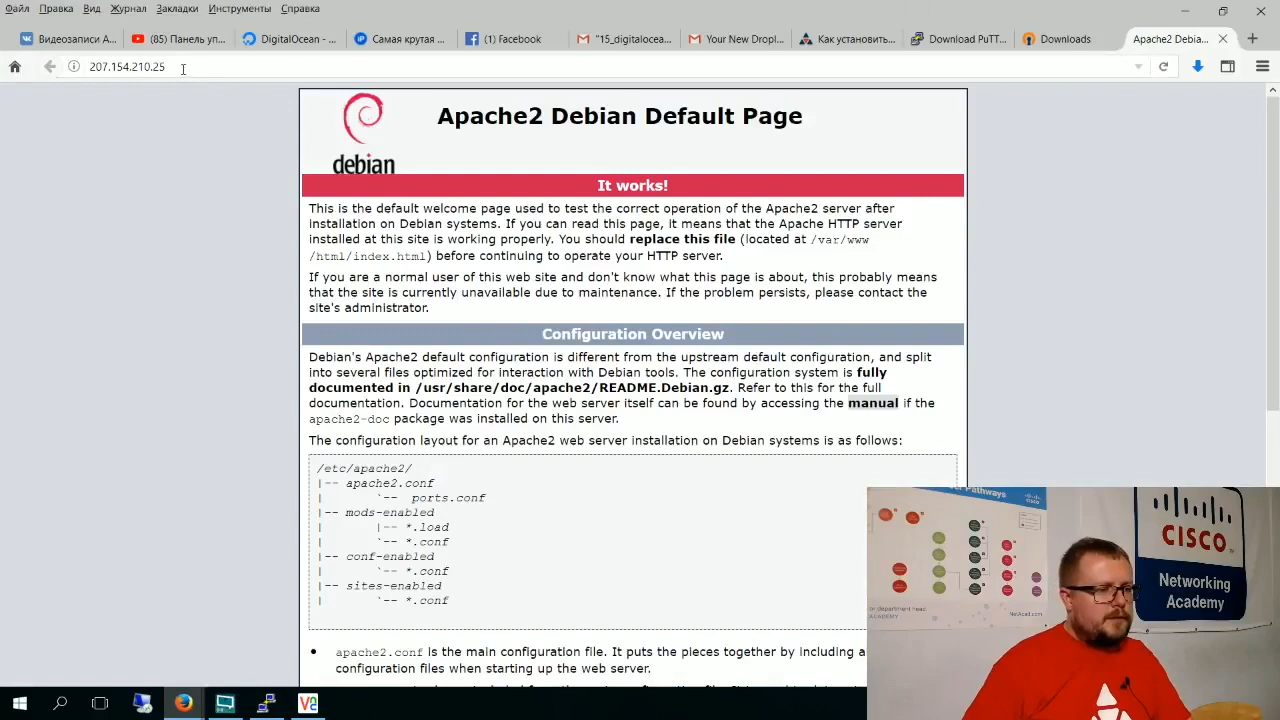 Файл Правка Вид Журнал Закладки Инструменты Справка
Видеозаписи А...
(85) Панель уп...
DigitalOcean -
Самая крутая ...
(1) Facebook
"15_digitalocea...
Your New Dropl...
Как установить...
Download PuTT...
Downloads
Apache2 Debia...
207.154.210.25
debian
Apache2 Debian Default Page
It works!
This is the default welcome page used to test the correct operation of the Apache2 server after
installation on Debian systems. If you can read this page, it means that the Apache HTTP server
installed at this site is working properly. You should replace this file (located at /var/www
/html/index.html) before continuing to operate your HTTP server.
If you are a normal user of this web site and don't know what this page is about, this probably means
that the site is currently unavailable due to maintenance. If the problem persists, please contact the
site's administrator.
Configuration Overview
Debian's Apache2 default configuration is different from the upstream default configuration, and split
into several files optimized for interaction with Debian tools. The configuration system is fully
documented in /usr/share/doc/apache2/README.Debian.gz. Refer to this for the full
documentation. Documentation for the web server itself can be found by accessing the manual if the
apache2-doc package was installed on this server.
The configuration layout for an Apache2 web server installation on Debian systems is as follows:
/etc/apache2/
|-- apache2.conf
|       `-- ports.conf
|-- mods-enabled
|       |-- *.load
|       `-- *.conf
|-- conf-enabled
|       `-- *.conf
|-- sites-enabled
|       `-- *.conf
• apache2.conf is the main configuration file. It puts the pieces together by including a
configuration files when starting up the web server.
Pathways
CISCO
Networking
Academy
or department head
ACADEMY
NetAcad.com